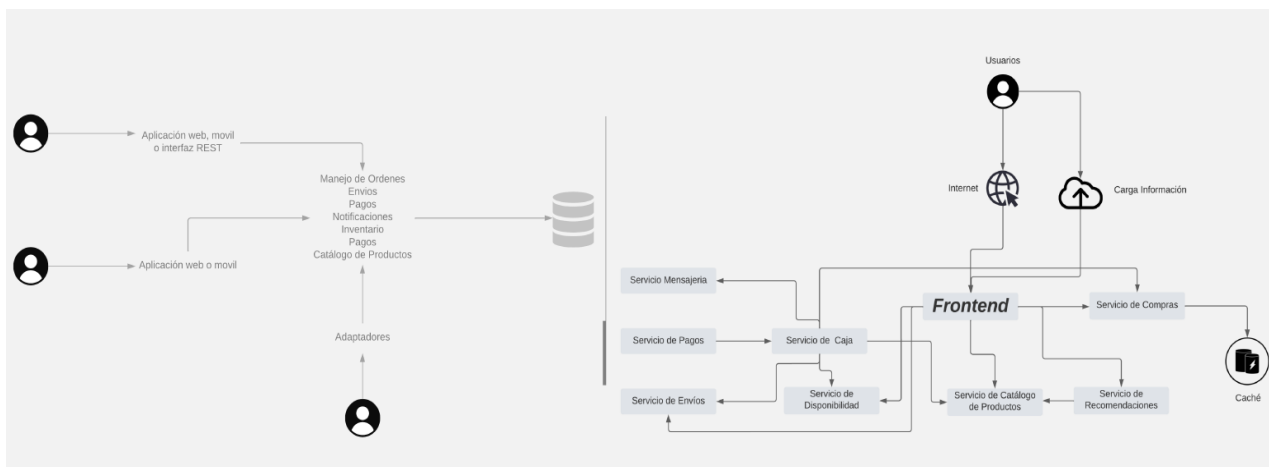 Aplicación web, movil
o interfaz REST
Manejo de Ordenes
Envios
Pagos
Notificaciones
Inventario
Pagos
Catálogo de Productos
Aplicación web o movil
Adaptadores
Usuarios
Internet
Carga Información
Servicio Mensajeria
Frontend
Servicio de Compras
Servicio de Pagos
Servicio de Caja
Servicio de Envíos
Servicio de
Disponibilidad
Servicio de Catálogo
de Productos
Servicio de
Recomendaciones
Caché